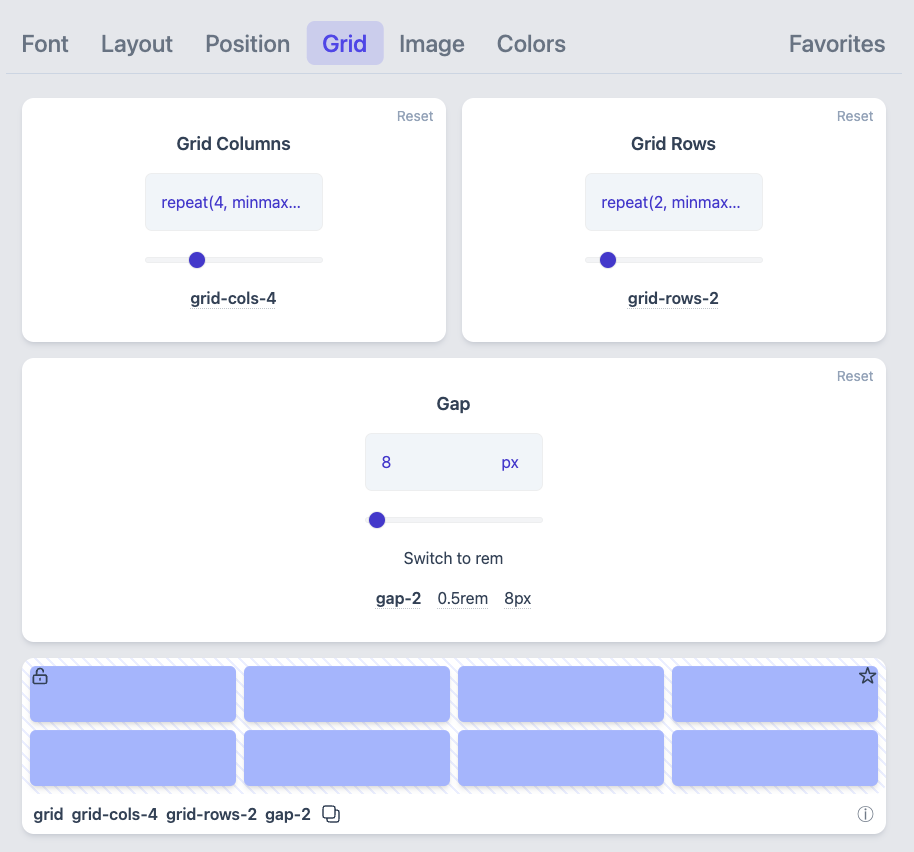 Font Layout Position Grid Image Colors Favorites
Reset
Grid Columns
repeat(4, minmax...
grid-cols-4
Reset
Grid Rows
repeat(2, minmax...
grid-rows-2
Reset
Gap
8 px
Switch to rem
gap-2 0.5rem 8px
grid grid-cols-4 grid-rows-2 gap-2